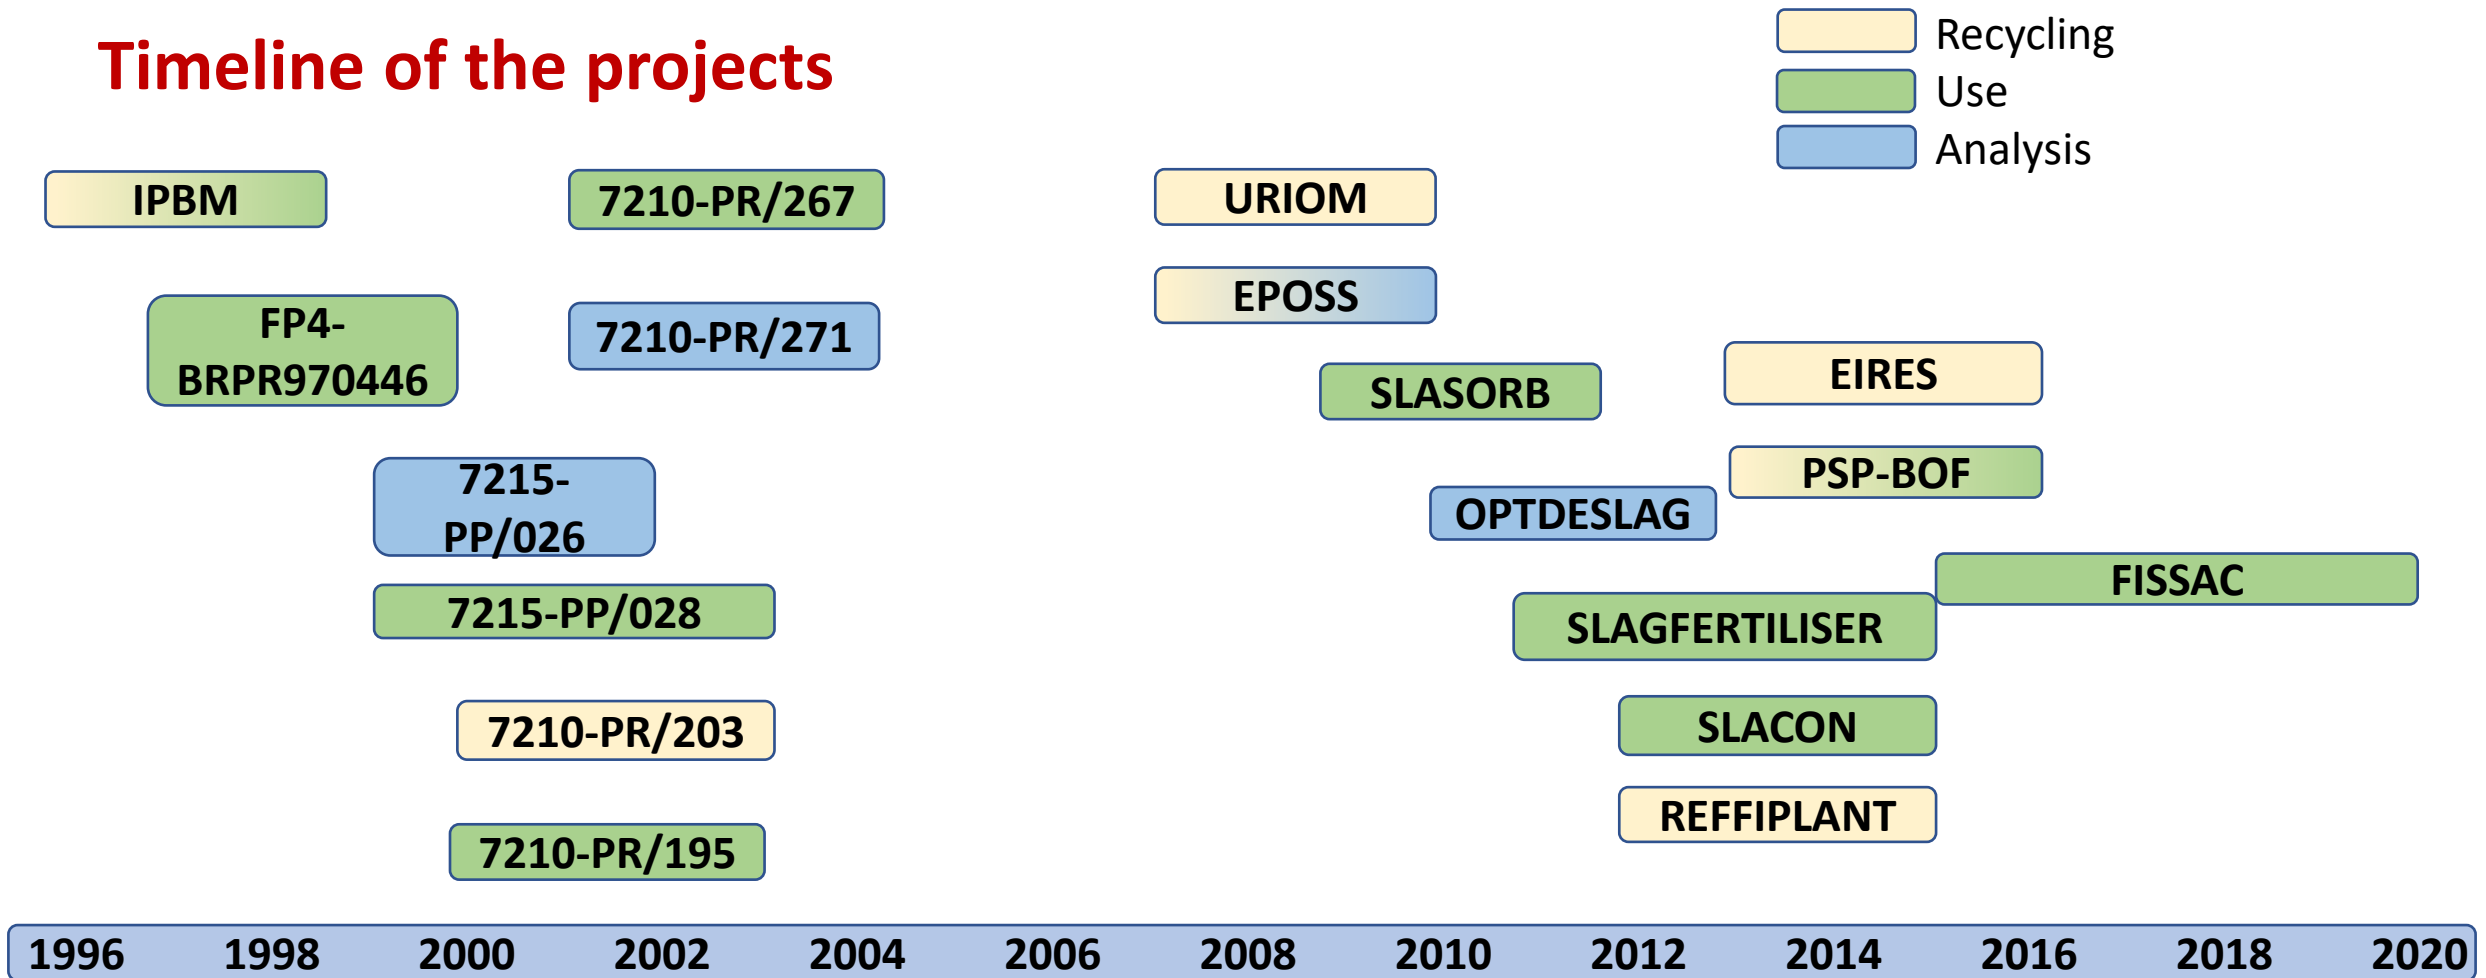 Timeline of the projects
Recycling
Use
Analysis
IPBM
7210-PR/267
URIOM
FP4-
BRPR970446
7210-PR/271
EPOSS
SLASORB
EIRES
7215-
PP/026
OPTDESLAG
PSP-BOF
7215-PP/028
SLAGFERTILISER
FISSAC
7210-PR/203
SLACON
7210-PR/195
REFFIPLANT
1996 1998 2000 2002 2004 2006 2008 2010 2012 2014 2016 2018 2020